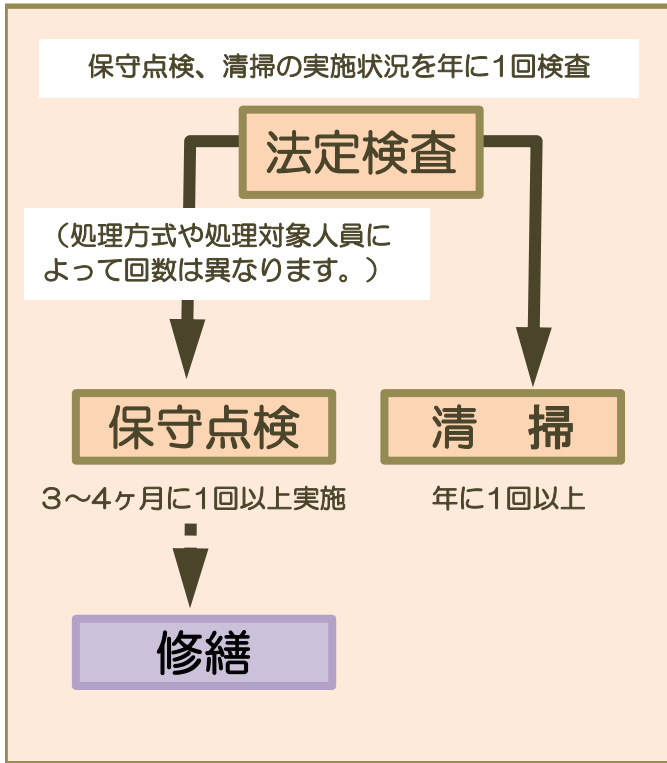 保守点検、清掃の実施状況を年に1回検査
法定検査
（処理方式や処理対象人員に
よって回数は異なります。）
保守点検
清　掃
3～4ヶ月に1回以上実施
年に1回以上
修繕